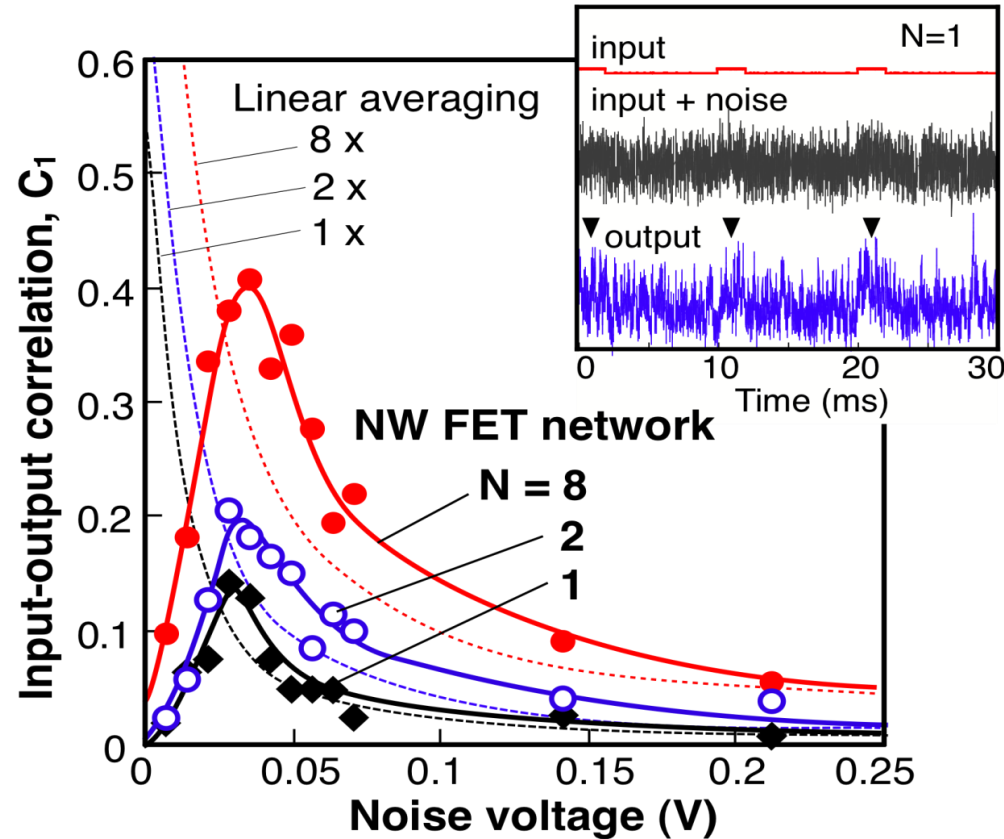 N=1
input
input + noise
output
0
10
20
30
Time (ms)
0.6
0.5
0.4
0.3
0.2
0.1
0
Input-output correlation, C₁
Linear averaging
8 x
2 x
1 x
NW FET network
N = 8
2
1
0
0.05
0.1
0.15
0.2
0.25
Noise voltage (V)